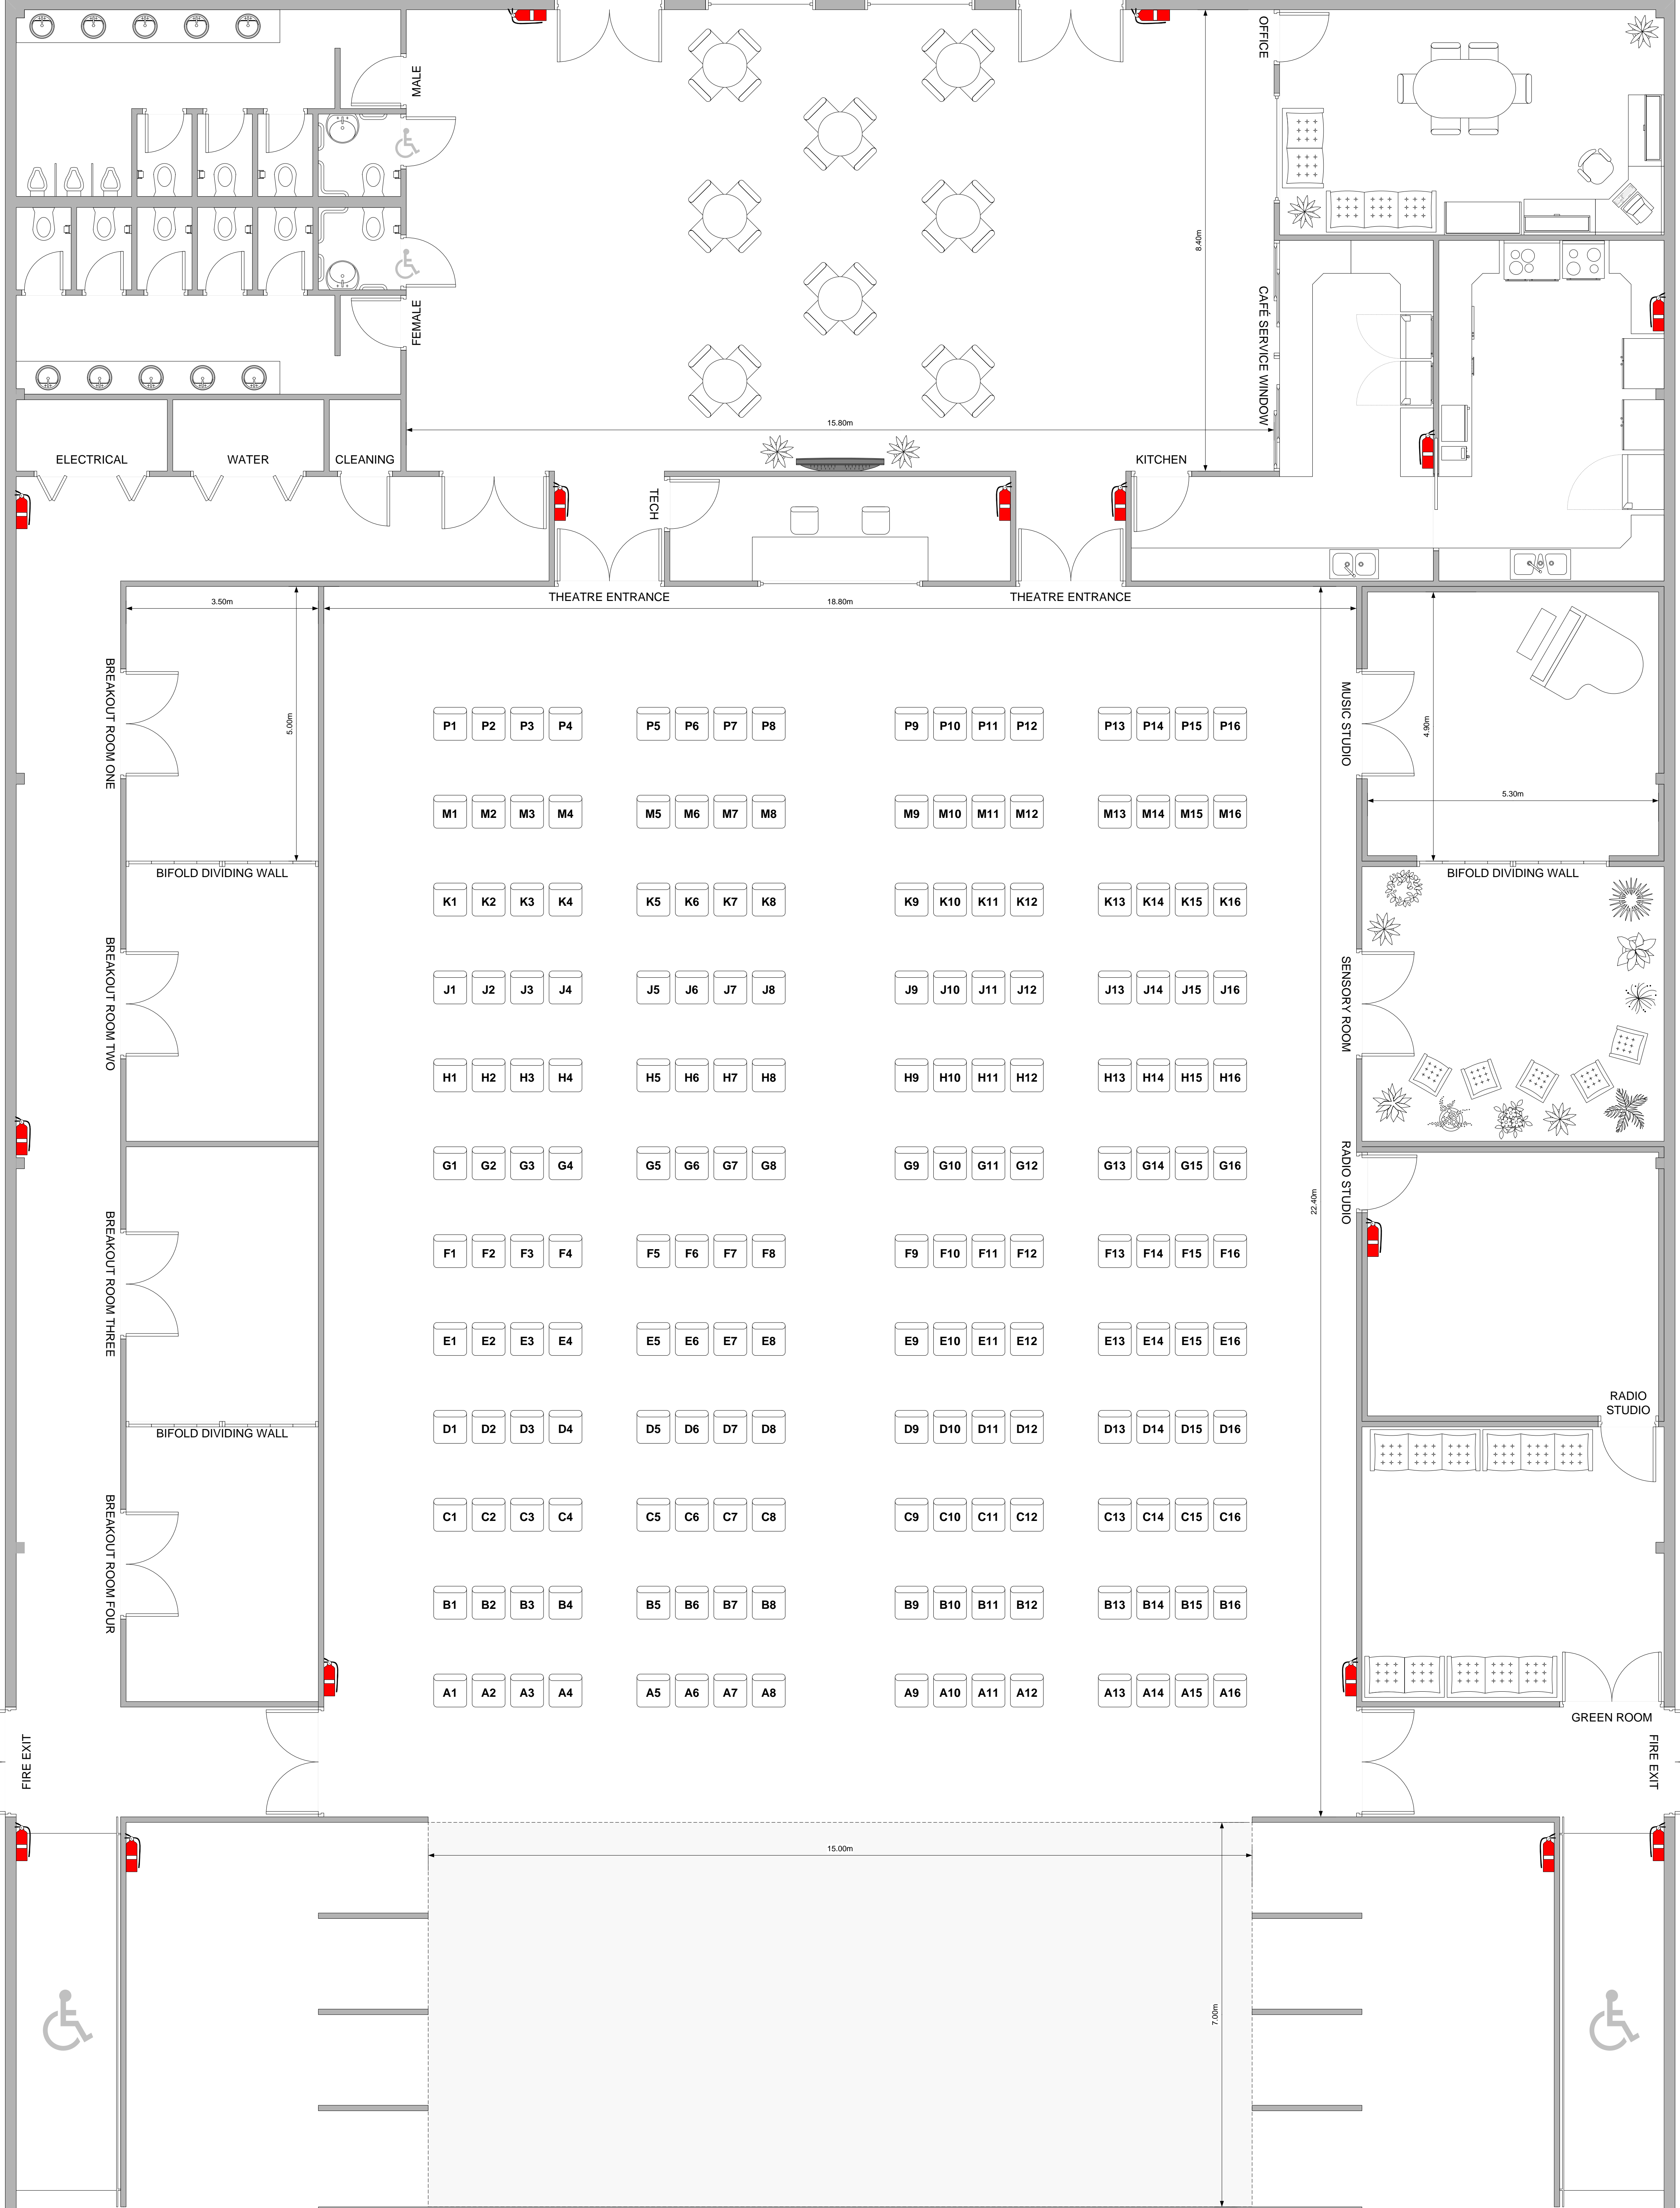 OFFICE
MALE
8.40m
FEMALE
CAFÉ SERVICE WINDOW
15.80m
ELECTRICAL
WATER
CLEANING
KITCHEN
TECH
THEATRE ENTRANCE
THEATRE ENTRANCE
3.50m
18.80m
BREAKOUT ROOM ONE
5.00m
MUSIC STUDIO
4.90m
5.30m
P1 P2 P3 P4 P5 P6 P7 P8 P9 P10 P11 P12 P13 P14 P15 P16
M1 M2 M3 M4 M5 M6 M7 M8 M9 M10 M11 M12 M13 M14 M15 M16
BIFOLD DIVIDING WALL
BIFOLD DIVIDING WALL
K1 K2 K3 K4 K5 K6 K7 K8 K9 K10 K11 K12 K13 K14 K15 K16
BREAKOUT ROOM TWO
SENSORY ROOM
J1 J2 J3 J4 J5 J6 J7 J8 J9 J10 J11 J12 J13 J14 J15 J16
H1 H2 H3 H4 H5 H6 H7 H8 H9 H10 H11 H12 H13 H14 H15 H16
G1 G2 G3 G4 G5 G6 G7 G8 G9 G10 G11 G12 G13 G14 G15 G16
RADIO STUDIO
22.40m
BREAKOUT ROOM THREE
F1 F2 F3 F4 F5 F6 F7 F8 F9 F10 F11 F12 F13 F14 F15 F16
E1 E2 E3 E4 E5 E6 E7 E8 E9 E10 E11 E12 E13 E14 E15 E16
RADIO
STUDIO
BIFOLD DIVIDING WALL
D1 D2 D3 D4 D5 D6 D7 D8 D9 D10 D11 D12 D13 D14 D15 D16
BREAKOUT ROOM FOUR
C1 C2 C3 C4 C5 C6 C7 C8 C9 C10 C11 C12 C13 C14 C15 C16
B1 B2 B3 B4 B5 B6 B7 B8 B9 B10 B11 B12 B13 B14 B15 B16
A1 A2 A3 A4 A5 A6 A7 A8 A9 A10 A11 A12 A13 A14 A15 A16
GREEN ROOM
FIRE EXIT
FIRE EXIT
15.00m
7.00m